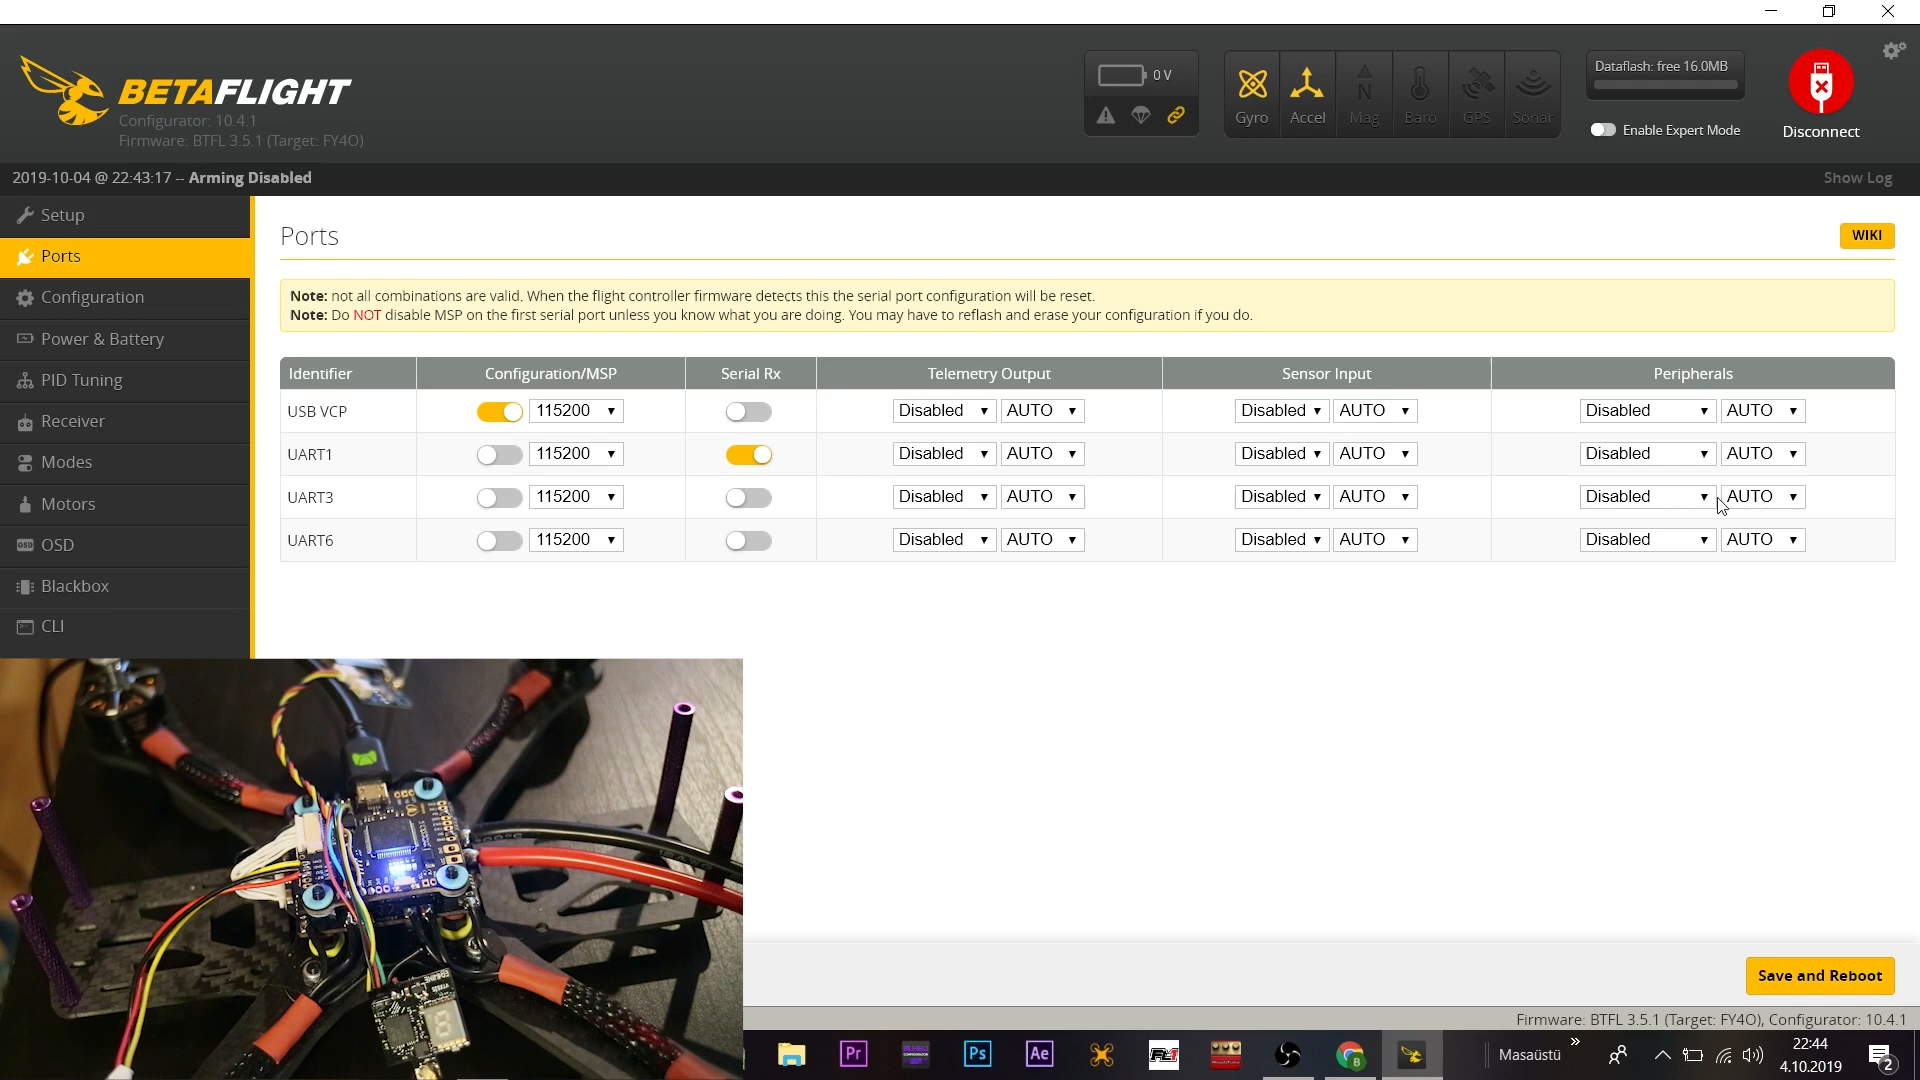 BETAFLIGHT
Configurator: 10.4.1
Firmware: BTFL 3.5.1 (Target: FY4O)
0 V
Gyro
Accel
Mag
Baro
GPS
Sonar
Dataflash: free 16.0MB
Enable Expert Mode
Disconnect
2019-10-04 @ 22:43:17 -- Arming Disabled
Show Log
Setup
Ports
Configuration
Power & Battery
PID Tuning
Receiver
Modes
Motors
OSD
Blackbox
CLI
Ports
WIKI
Note: not all combinations are valid. When the flight controller firmware detects this the serial port configuration will be reset.
Note: Do NOT disable MSP on the first serial port unless you know what you are doing. You may have to reflash and erase your configuration if you do.
Identifier Configuration/MSP Serial Rx Telemetry Output Sensor Input Peripherals
USB VCP 115200 Disabled AUTO Disabled AUTO Disabled AUTO
UART1 115200 Disabled AUTO Disabled AUTO Disabled AUTO
UART3 115200 Disabled AUTO Disabled AUTO Disabled AUTO
UART6 115200 Disabled AUTO Disabled AUTO Disabled AUTO
Save and Reboot
Firmware: BTFL 3.5.1 (Target: FY4O), Configurator: 10.4.1
Pr
Ps
Ae
Masaüstü
22:44
4.10.2019
2